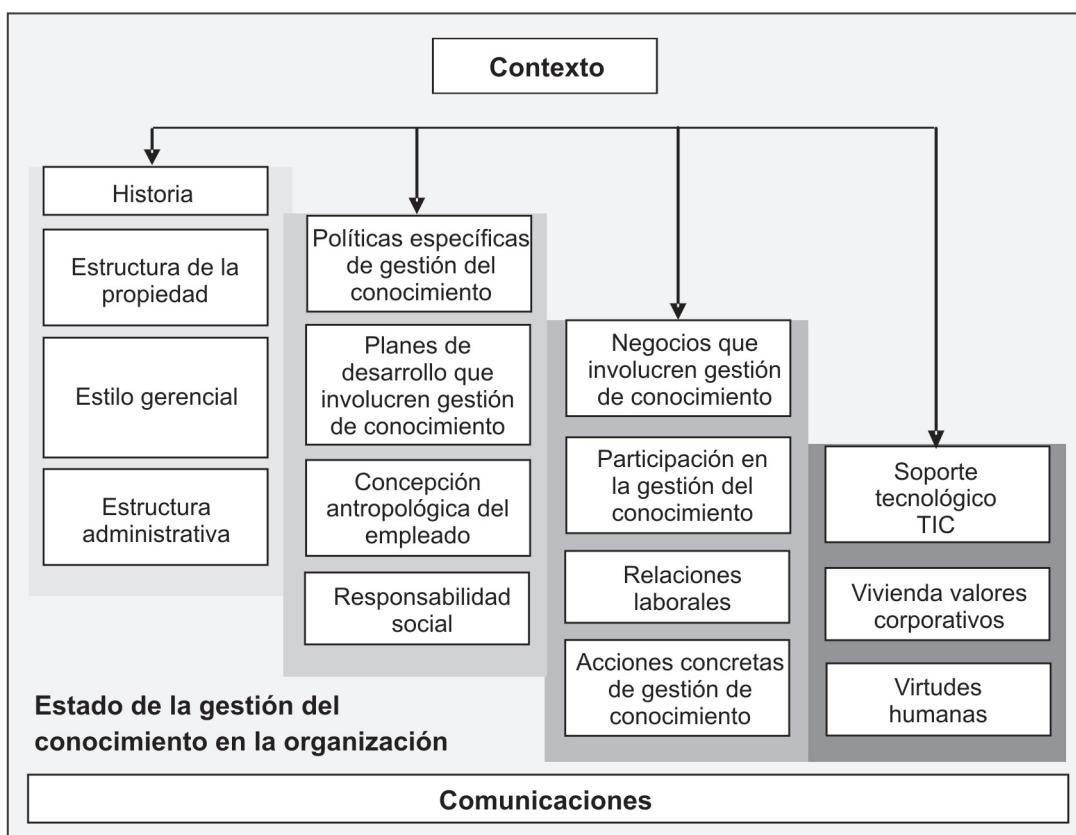 Contexto
Historia
Estructura de la
propiedad
Estilo gerencial
Estructura
administrativa
Políticas específicas
de gestión del
conocimiento
Planes de
desarrollo que
involucren gestión
de conocimiento
Concepción
antropológica del
empleado
Responsabilidad
social
Negocios que
involucren gestión
de conocimiento
Participación en
la gestión del
conocimiento
Relaciones
laborales
Acciones concretas
de gestión de
conocimiento
Soporte
tecnológico
TIC
Vivienda valores
corporativos
Virtudes
humanas
Estado de la gestión del
conocimiento en la organización
Comunicaciones